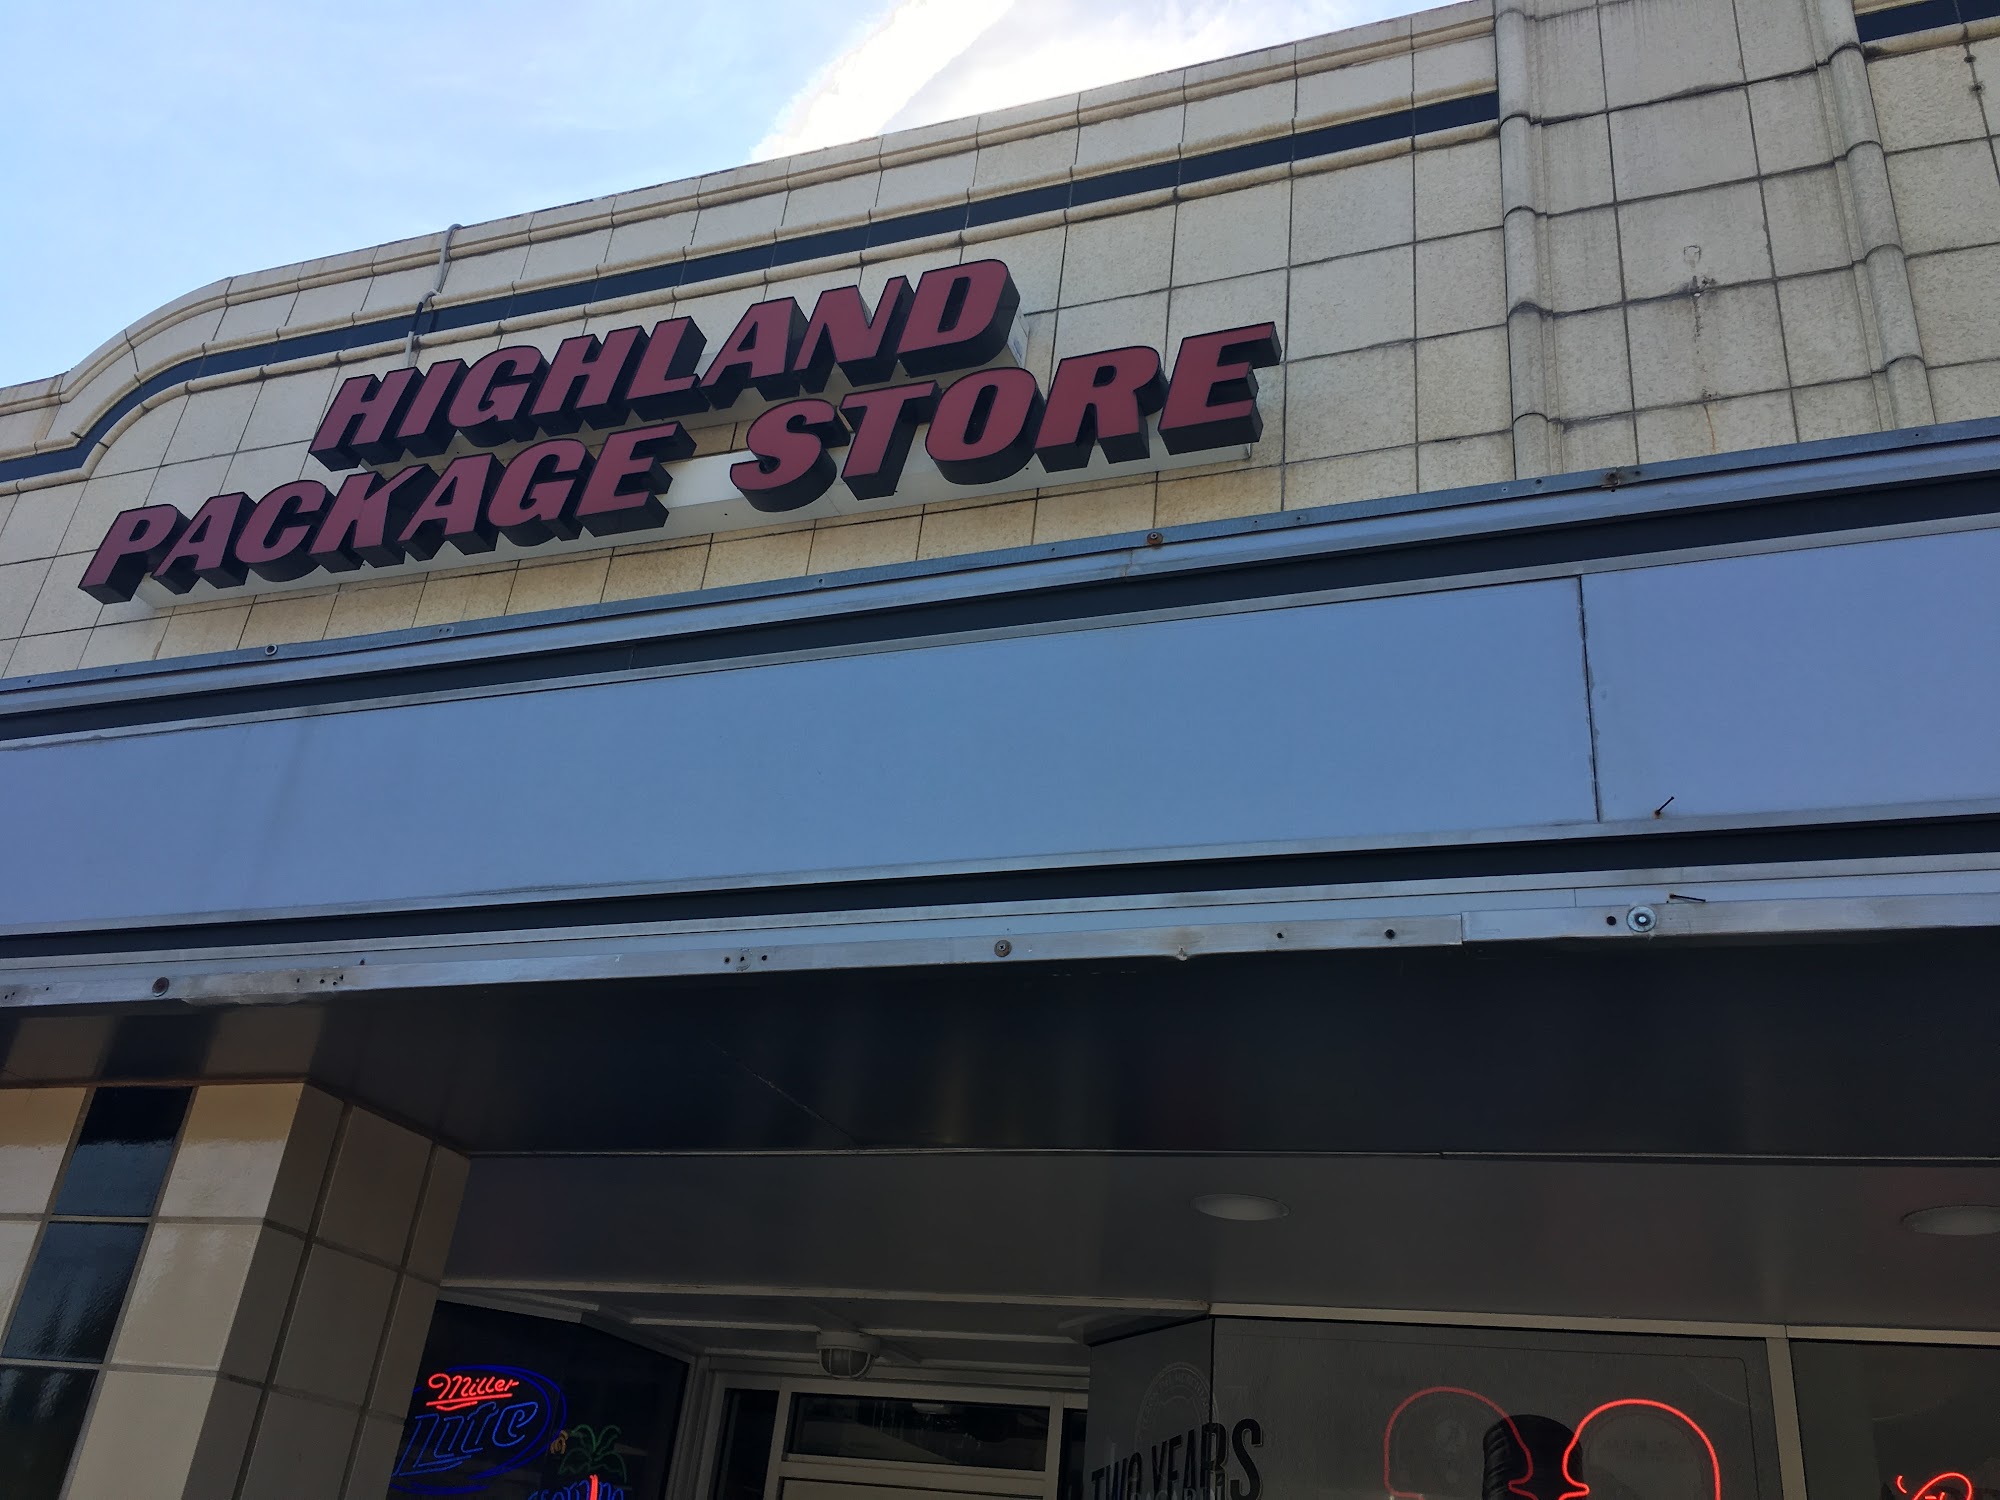 HIGHLAND
PACKAGE STORE
Miller
Lite
TWO YEARS